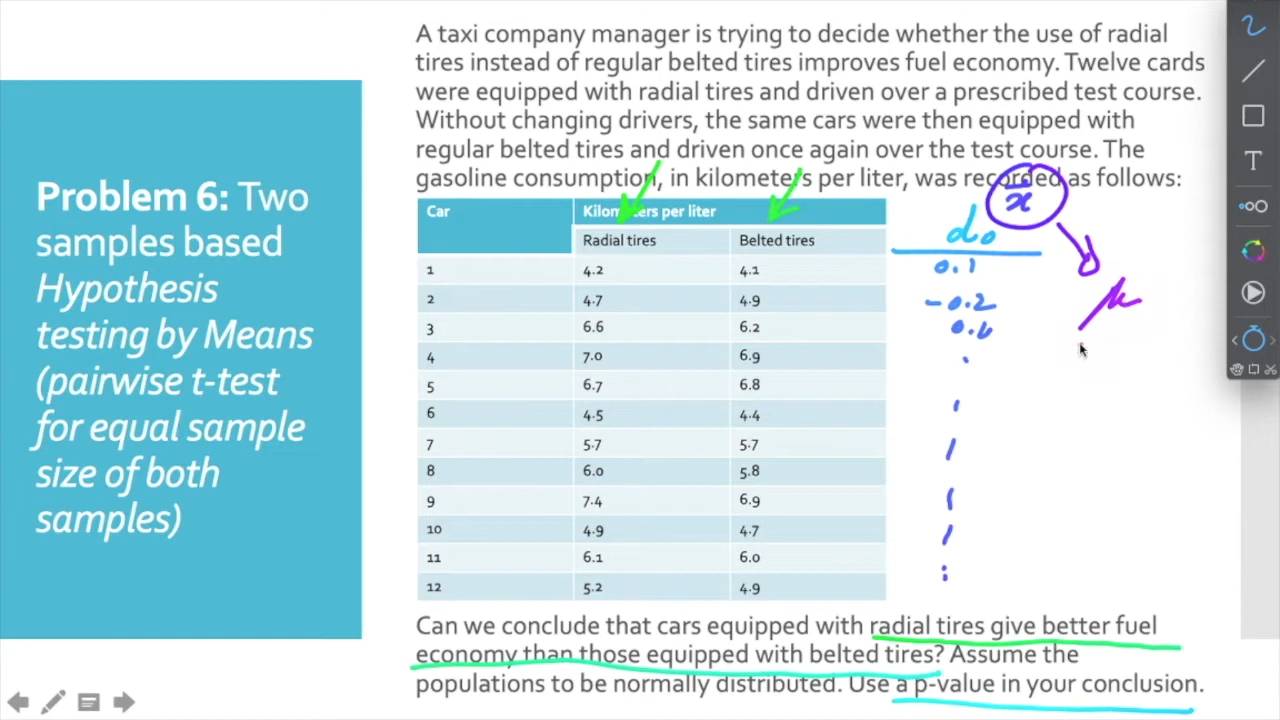 Problem 6: Two
samples based
Hypothesis
testing by Means
(pairwise t-test
for equal sample
size of both
samples)
A taxi company manager is trying to decide whether the use of radial
tires instead of regular belted tires improves fuel economy. Twelve cards
were equipped with radial tires and driven over a prescribed test course.
Without changing drivers, the same cars were then equipped with
regular belted tires and driven once again over the test course. The
gasoline consumption, in kilometers per liter, was recorded as follows:
Car Kilometers per liter
Radial tires Belted tires
1 4.2 4.1
2 4.7 4.9
3 6.6 6.2
4 7.0 6.9
5 6.7 6.8
6 4.5 4.4
7 5.7 5.7
8 6.0 5.8
9 7.4 6.9
10 4.9 4.7
11 6.1 6.0
12 5.2 4.9
x̄
d₀
0.1
-0.2
μ
Can we conclude that cars equipped with radial tires give better fuel
economy than those equipped with belted tires? Assume the
populations to be normally distributed. Use a p-value in your conclusion.
T